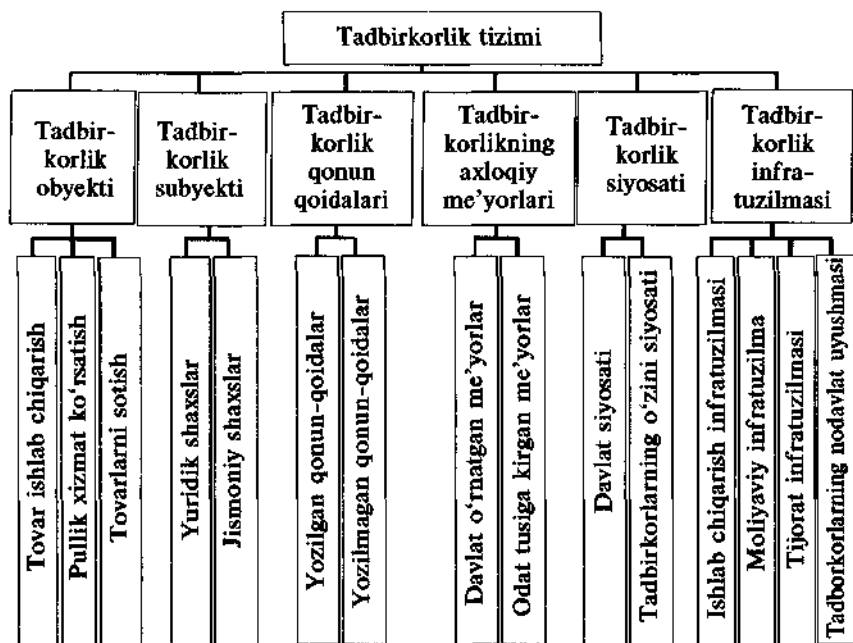 Tadbirkorlik tizimi
Tadbir-
korlik
obyekti
Tadbir-
korlik
subyekti
Tadbir-
korlik
qonun
qoidalari
Tadbir-
korlikning
axloqiy
me’yorlari
Tadbir-
korlik
siyosati
Tadbir-
korlik
infra-
tuzilmasi
Tovar ishlab chiqarish
Pullik xizmat ko‘rsatish
Tovarlarni sotish
Yuridik shaxslar
Jismoniy shaxslar
Yozilgan qonun-qoidalar
Yozilmagan qonun-qoidalar
Davlat o‘rnatgan me’yorlar
Odat tusiga kirgan me’yorlar
Davlat siyosati
Tadbirkorlarning o‘zini siyosati
Ishlab chiqarish infratuzilmasi
Moliyaviy infratuzilma
Tijorat infratuzilmasi
Tadborkorlarning nodavlat uyushmasi